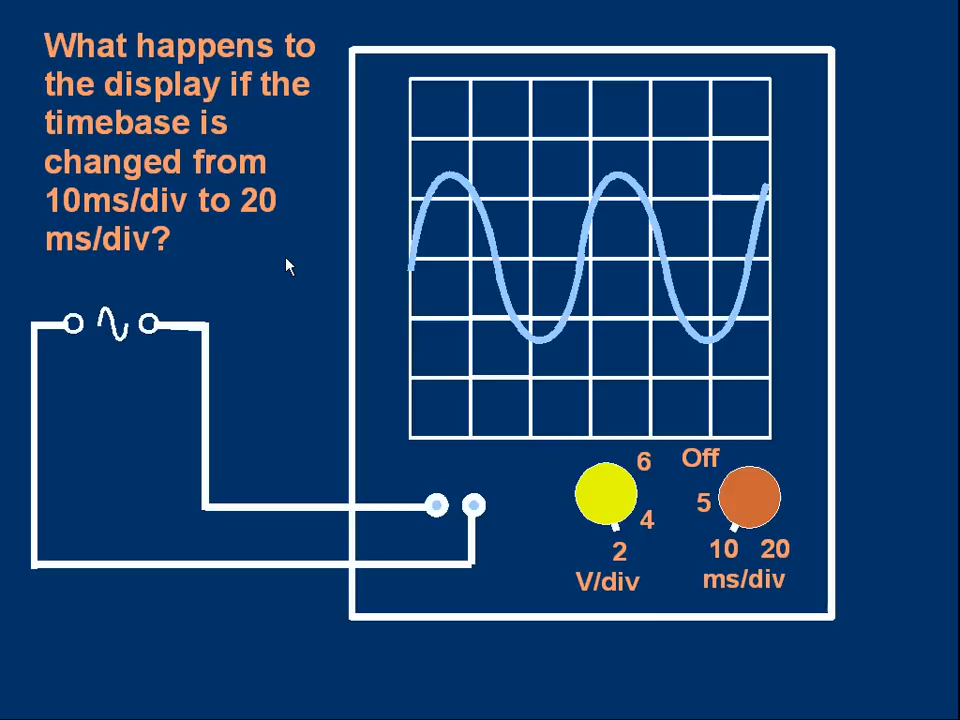 What happens to
the display if the
timebase is
changed from
10ms/div to 20
ms/div?
6
Off
5
4
2
10 20
V/div
ms/div